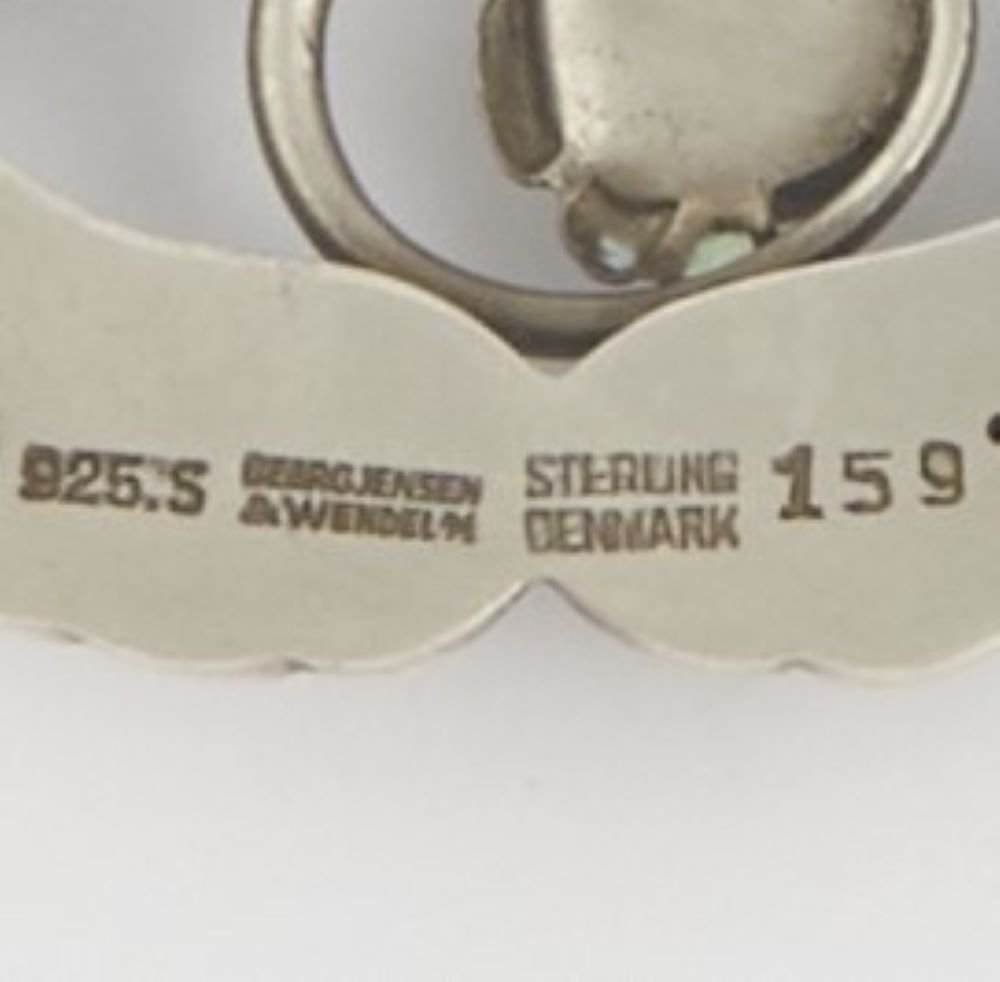 925.S
GEORG JENSEN
& WENDEL A/S
STERLING
DENMARK
159